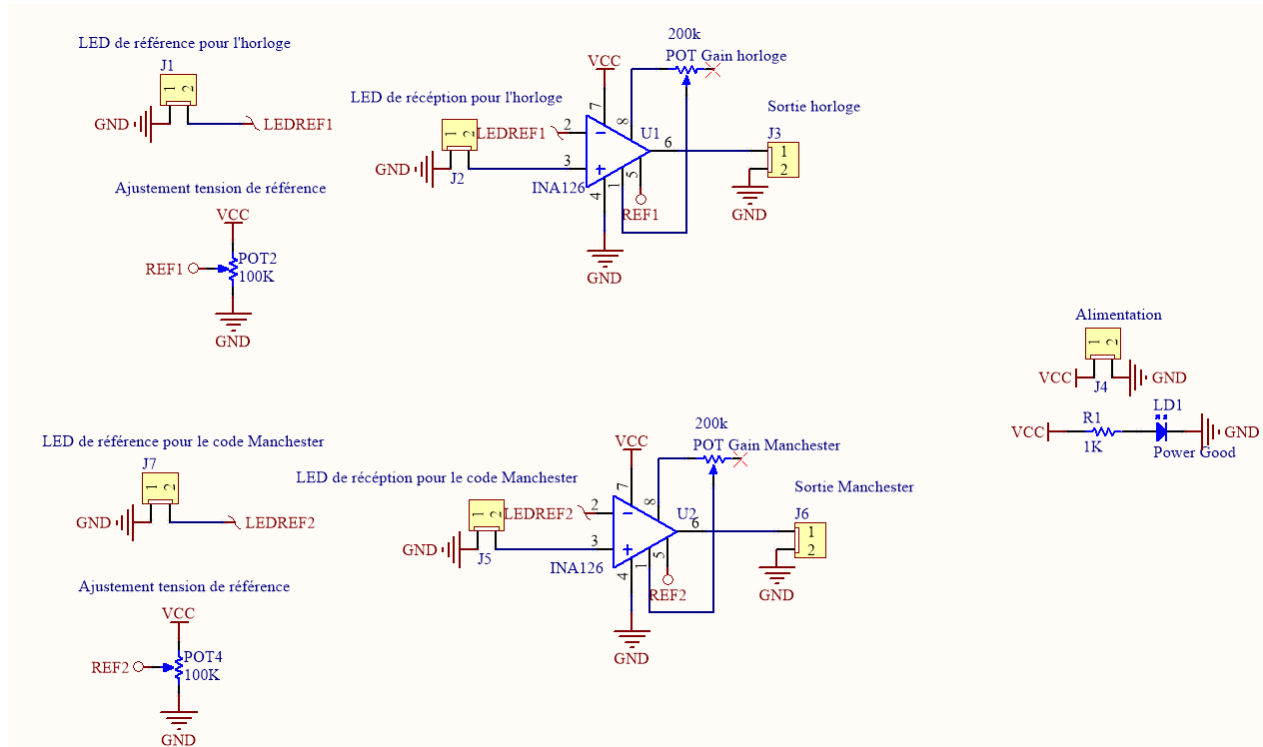 LED de référence pour l'horloge
J1
1 2
GND
LEDREF1
Ajustement tension de référence
VCC
REF1
POT2
100K
GND
200k
POT Gain horloge
VCC
LED de récéption pour l'horloge
1 2
LEDREF1
GND
J2
2
3
7
8
U1
6
INA126
4
1
5
REF1
GND
Sortie horloge
J3
1
2
GND
Alimentation
1 2
VCC
J4
GND
VCC
R1
1K
LD1
Power Good
GND
LED de référence pour le code Manchester
J7
1 2
GND
LEDREF2
Ajustement tension de référence
VCC
REF2
POT4
100K
GND
200k
POT Gain Manchester
VCC
LED de récéption pour le code Manchester
1 2
LEDREF2
GND
J5
2
3
7
8
U2
6
INA126
4
1
5
REF2
GND
Sortie Manchester
J6
1
2
GND